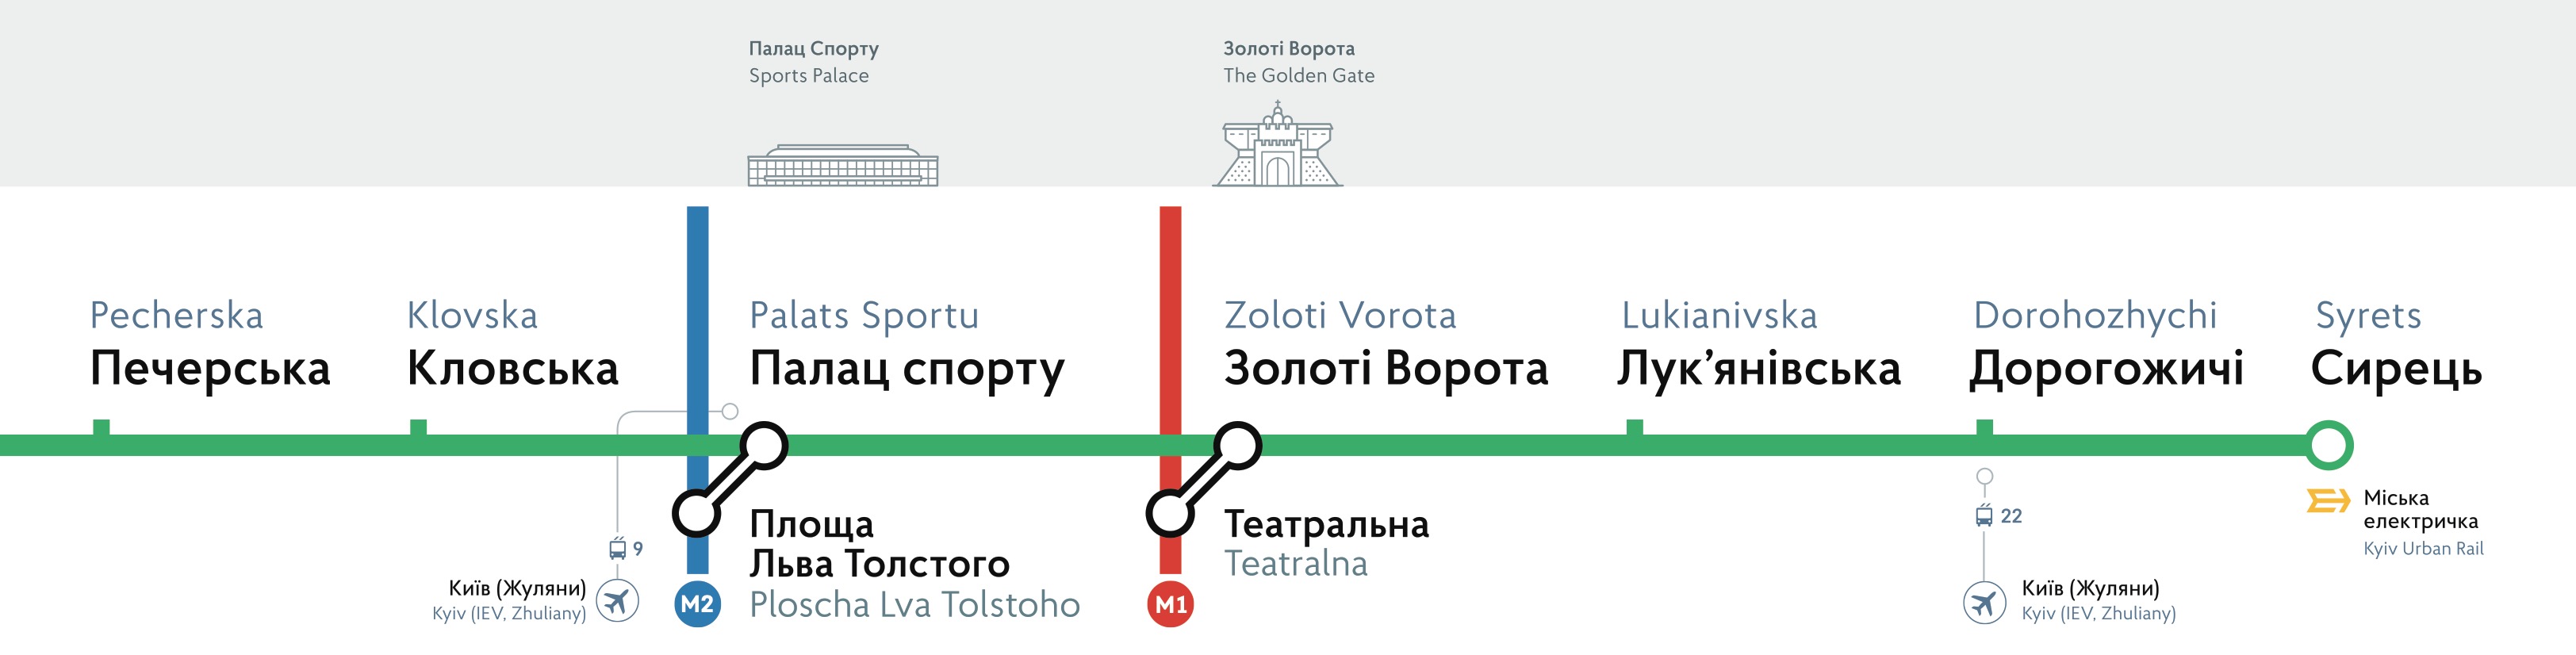 Палац Спорту
Sports Palace
Золоті Ворота
The Golden Gate
Pecherska
Печерська
Klovska
Кловська
Palats Sportu
Палац спорту
Zoloti Vorota
Золоті Ворота
Lukianivska
Лук’янівська
Dorohozhychi
Дорогожичі
Syrets
Сирець
9
Київ (Жуляни)
Kyiv (IEV, Zhuliany)
M2
Площа
Льва Толстого
Ploscha Lva Tolstoho
M1
Театральна
Teatralna
22
Київ (Жуляни)
Kyiv (IEV, Zhuliany)
Міська
електричка
Kyiv Urban Rail